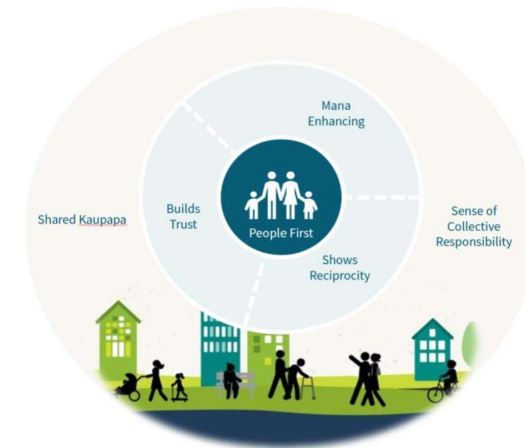 Mana
Enhancing
Shared Kaupapa
Builds
Trust
People First
Sense of
Collective
Responsibility
Shows
Reciprocity